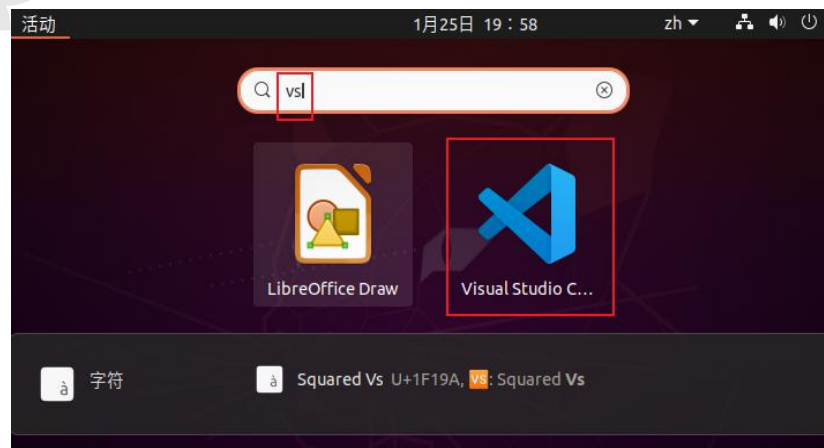 活动 1月25日 19：58 zh
vs
LibreOffice Draw Visual Studio C...
字符 à Squared Vs U+1F19A, VS: Squared Vs
à